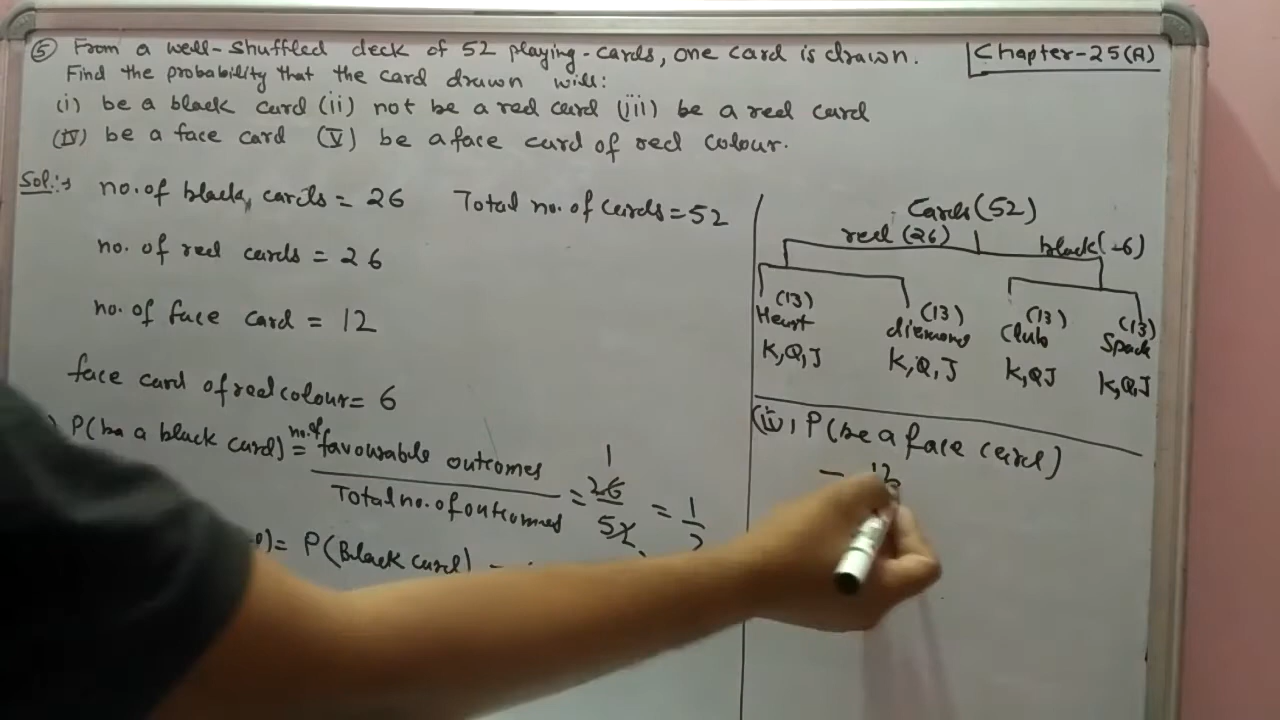 ⑤ From a well-shuffled deck of 52 playing-cards, one card is drawn.
Chapter-25(A)
Find the probability that the card drawn will:
(i) be a black card (ii) not be a red card (iii) be a red card
(IV) be a face card (V) be a face card of red colour.
Sol.:→ no. of black cards = 26 Total no. of cards = 52
no. of red cards = 26
no. of face card = 12
face card of red colour = 6
P(be a black card) = no. of favourable outcomes / Total no. of outcomes = 26/52 = 1/2
= P(Black card) =
Cards (52)
red (26) black (-6)
(13) (13) (13) (13)
Heart diamond Club Spade
K,Q,J K,Q,J K,QJ K,Q,J
(iv) P(be a face card)
= 12